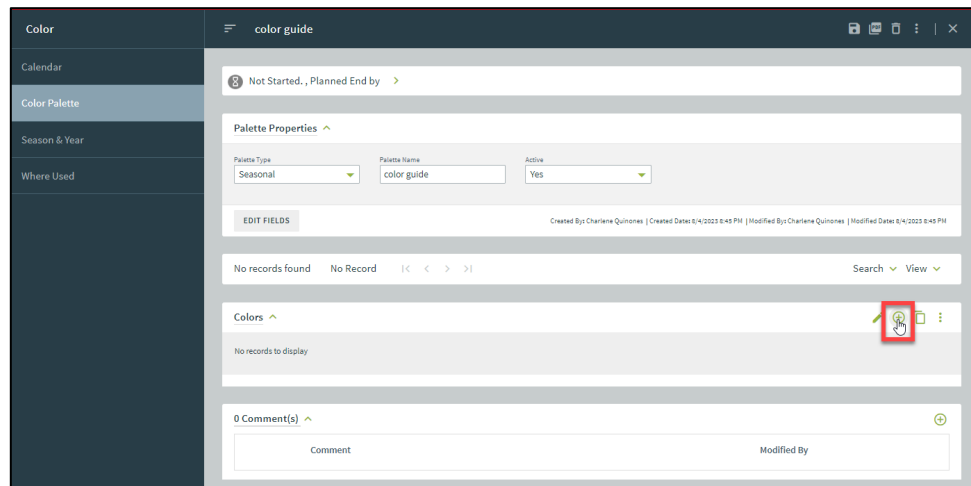 Color
color guide
PDF
Calendar
Color Palette
Season & Year
Where Used
Not Started. , Planned End by
Palette Properties
Palette Type
Palette Name
Active
Seasonal
color guide
Yes
EDIT FIELDS
Created By: Charlene Quinones | Created Date: 8/4/2023 8:45 PM | Modified By: Charlene Quinones | Modified Date: 8/4/2023 8:45 PM
No records found No Record Search View
Colors
No records to display
0 Comment(s)
Comment Modified By